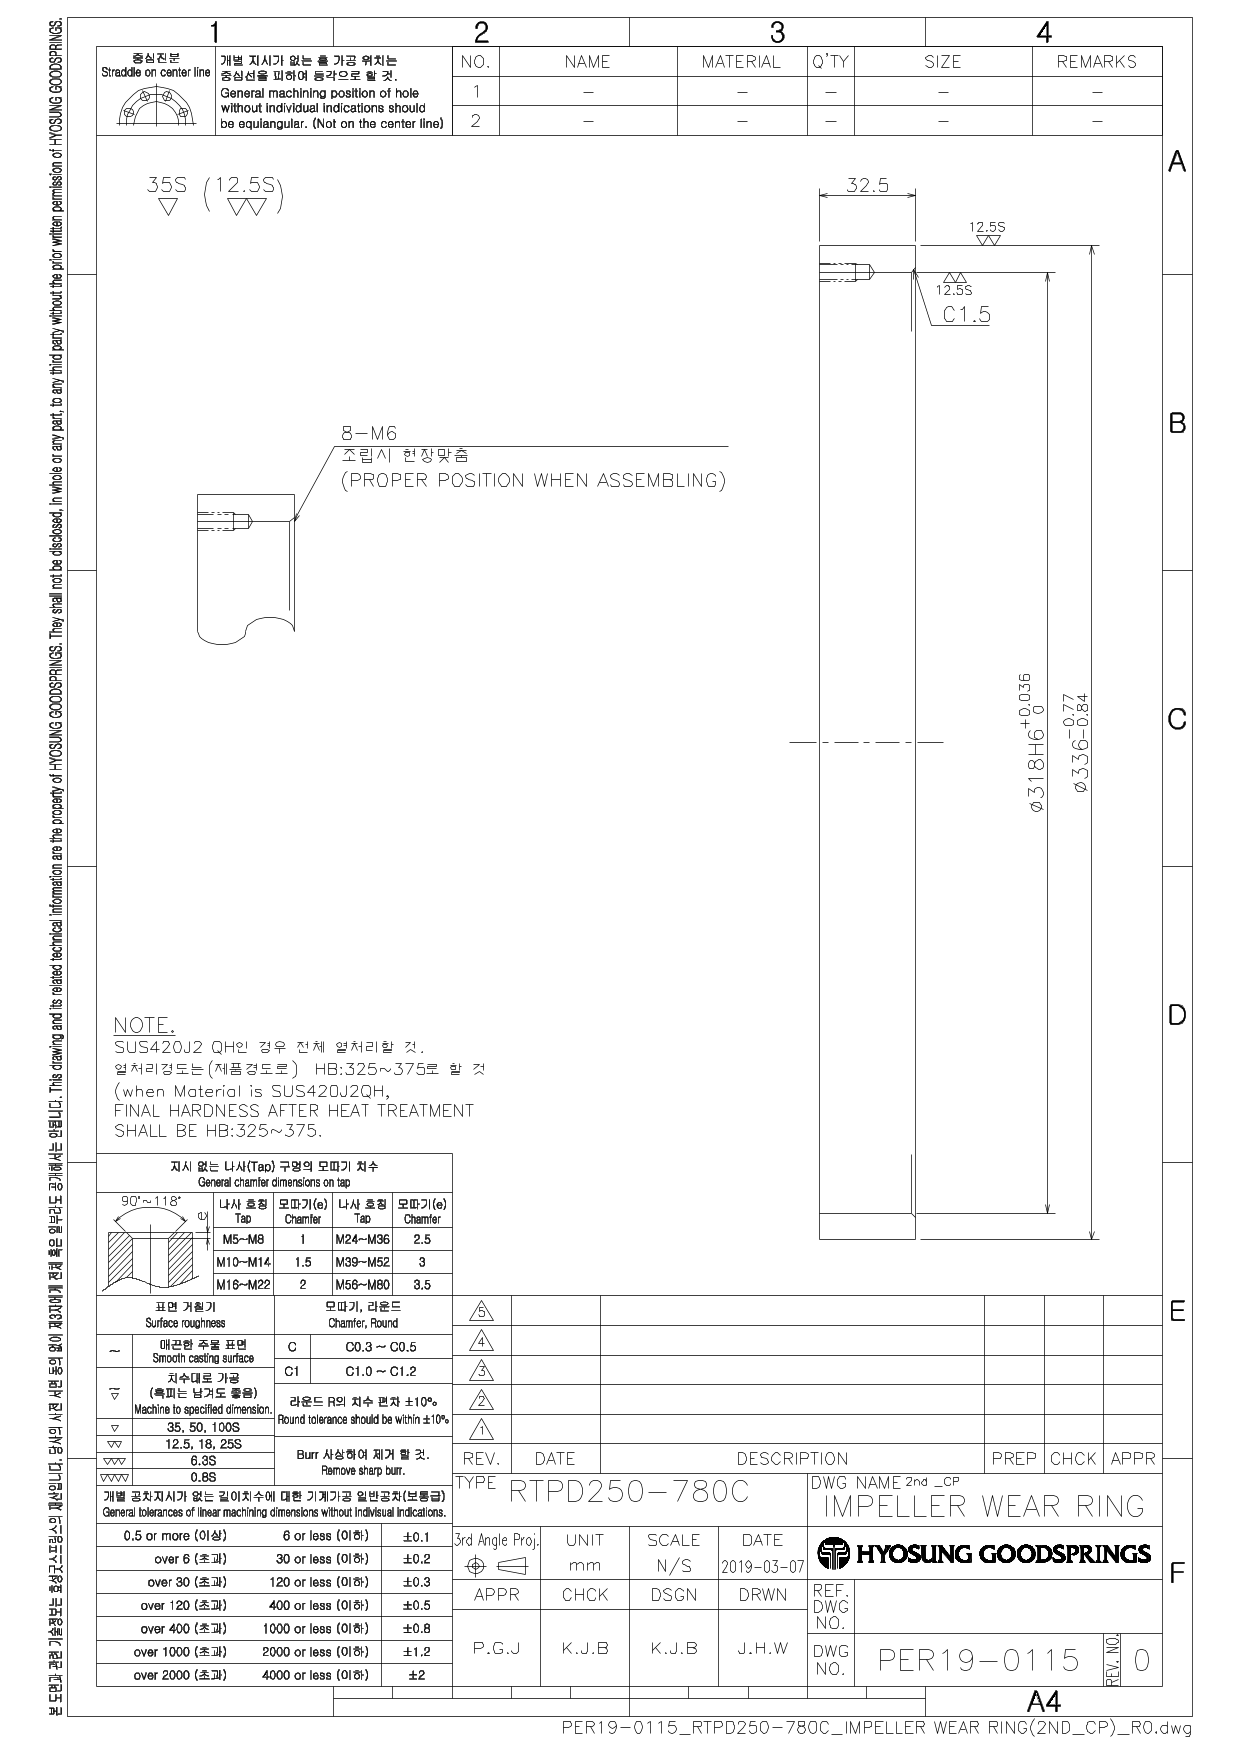 1 2 3 4
중심진분
Straddle on center line
개별 지시가 없는 홀 가공 위치는
중심선을 피하여 등각으로 할 것.
General machining position of hole
without individual indications should
be equiangular. (Not on the center line)
NO. NAME MATERIAL Q'TY SIZE REMARKS
1 – – – – –
2 – – – – –
A
B
C
D
E
F
35S (12.5S)
32.5
12.5S
12.5S
C1.5
8-M6
조립시 현장맞춤
(PROPER POSITION WHEN ASSEMBLING)
ø318H6 +0.036 0
ø336 -0.77 -0.84
NOTE.
SUS420J2 QH인 경우 전체 열처리할 것.
열처리경도는(제품경도로) HB:325~375로 할 것
(when Material is SUS420J2QH,
FINAL HARDNESS AFTER HEAT TREATMENT
SHALL BE HB:325~375.
지시 없는 나사(Tap) 구멍의 모따기 치수
General chamfer dimensions on tap
90°~118°
e
나사 호칭 모따기(e) 나사 호칭 모따기(e)
Tap Chamfer Tap Chamfer
M5~M8 1 M24~M36 2.5
M10~M14 1.5 M39~M52 3
M16~M22 2 M56~M80 3.5
표면 거칠기
Surface roughness
~ 매끈한 주물 표면
Smooth casting surface
치수대로 가공
(흑피는 남겨도 좋음)
Machine to specified dimension.
35, 50, 100S
12.5, 18, 25S
6.3S
0.8S
모따기, 라운드
Chamfer, Round
C C0.3 ~ C0.5
C1 C1.0 ~ C1.2
라운드 R의 치수 편차 ±10%
Round tolerance should be within ±10%
Burr 사상하여 제거 할 것.
Remove sharp burr.
개별 공차지시가 없는 길이치수에 대한 기계가공 일반공차(보통급)
General tolerances of linear machining dimensions without indivisual indications.
0.5 or more (이상) 6 or less (이하) ±0.1
over 6 (초과) 30 or less (이하) ±0.2
over 30 (초과) 120 or less (이하) ±0.3
over 120 (초과) 400 or less (이하) ±0.5
over 400 (초과) 1000 or less (이하) ±0.8
over 1000 (초과) 2000 or less (이하) ±1.2
over 2000 (초과) 4000 or less (이하) ±2
5
4
3
2
1
REV. DATE DESCRIPTION PREP CHCK APPR
TYPE RTPD250-780C
DWG NAME 2nd _CP
IMPELLER WEAR RING
3rd Angle Proj. UNIT SCALE DATE
mm N/S 2019-03-07
HYOSUNG GOODSPRINGS
APPR CHCK DSGN DRWN
P.G.J K.J.B K.J.B J.H.W
REF.
DWG
NO.
DWG
NO.
PER19-0115
REV. NO.
0
A4
PER19-0115_RTPD250-780C_IMPELLER WEAR RING(2ND_CP)_R0.dwg
본 도면과 관련 기술정보는 효성굿스프링스의 재산입니다. 당사의 사전 서면 동의 없이 제3자에게 전체 혹은 일부라도 공개해서는 안됩니다. This drawing and its related technical information are the property of HYOSUNG GOODSPRINGS. They shall not be disclosed, in whole or any part, to any third party without the prior written permission of HYOSUNG GOODSPRINGS.